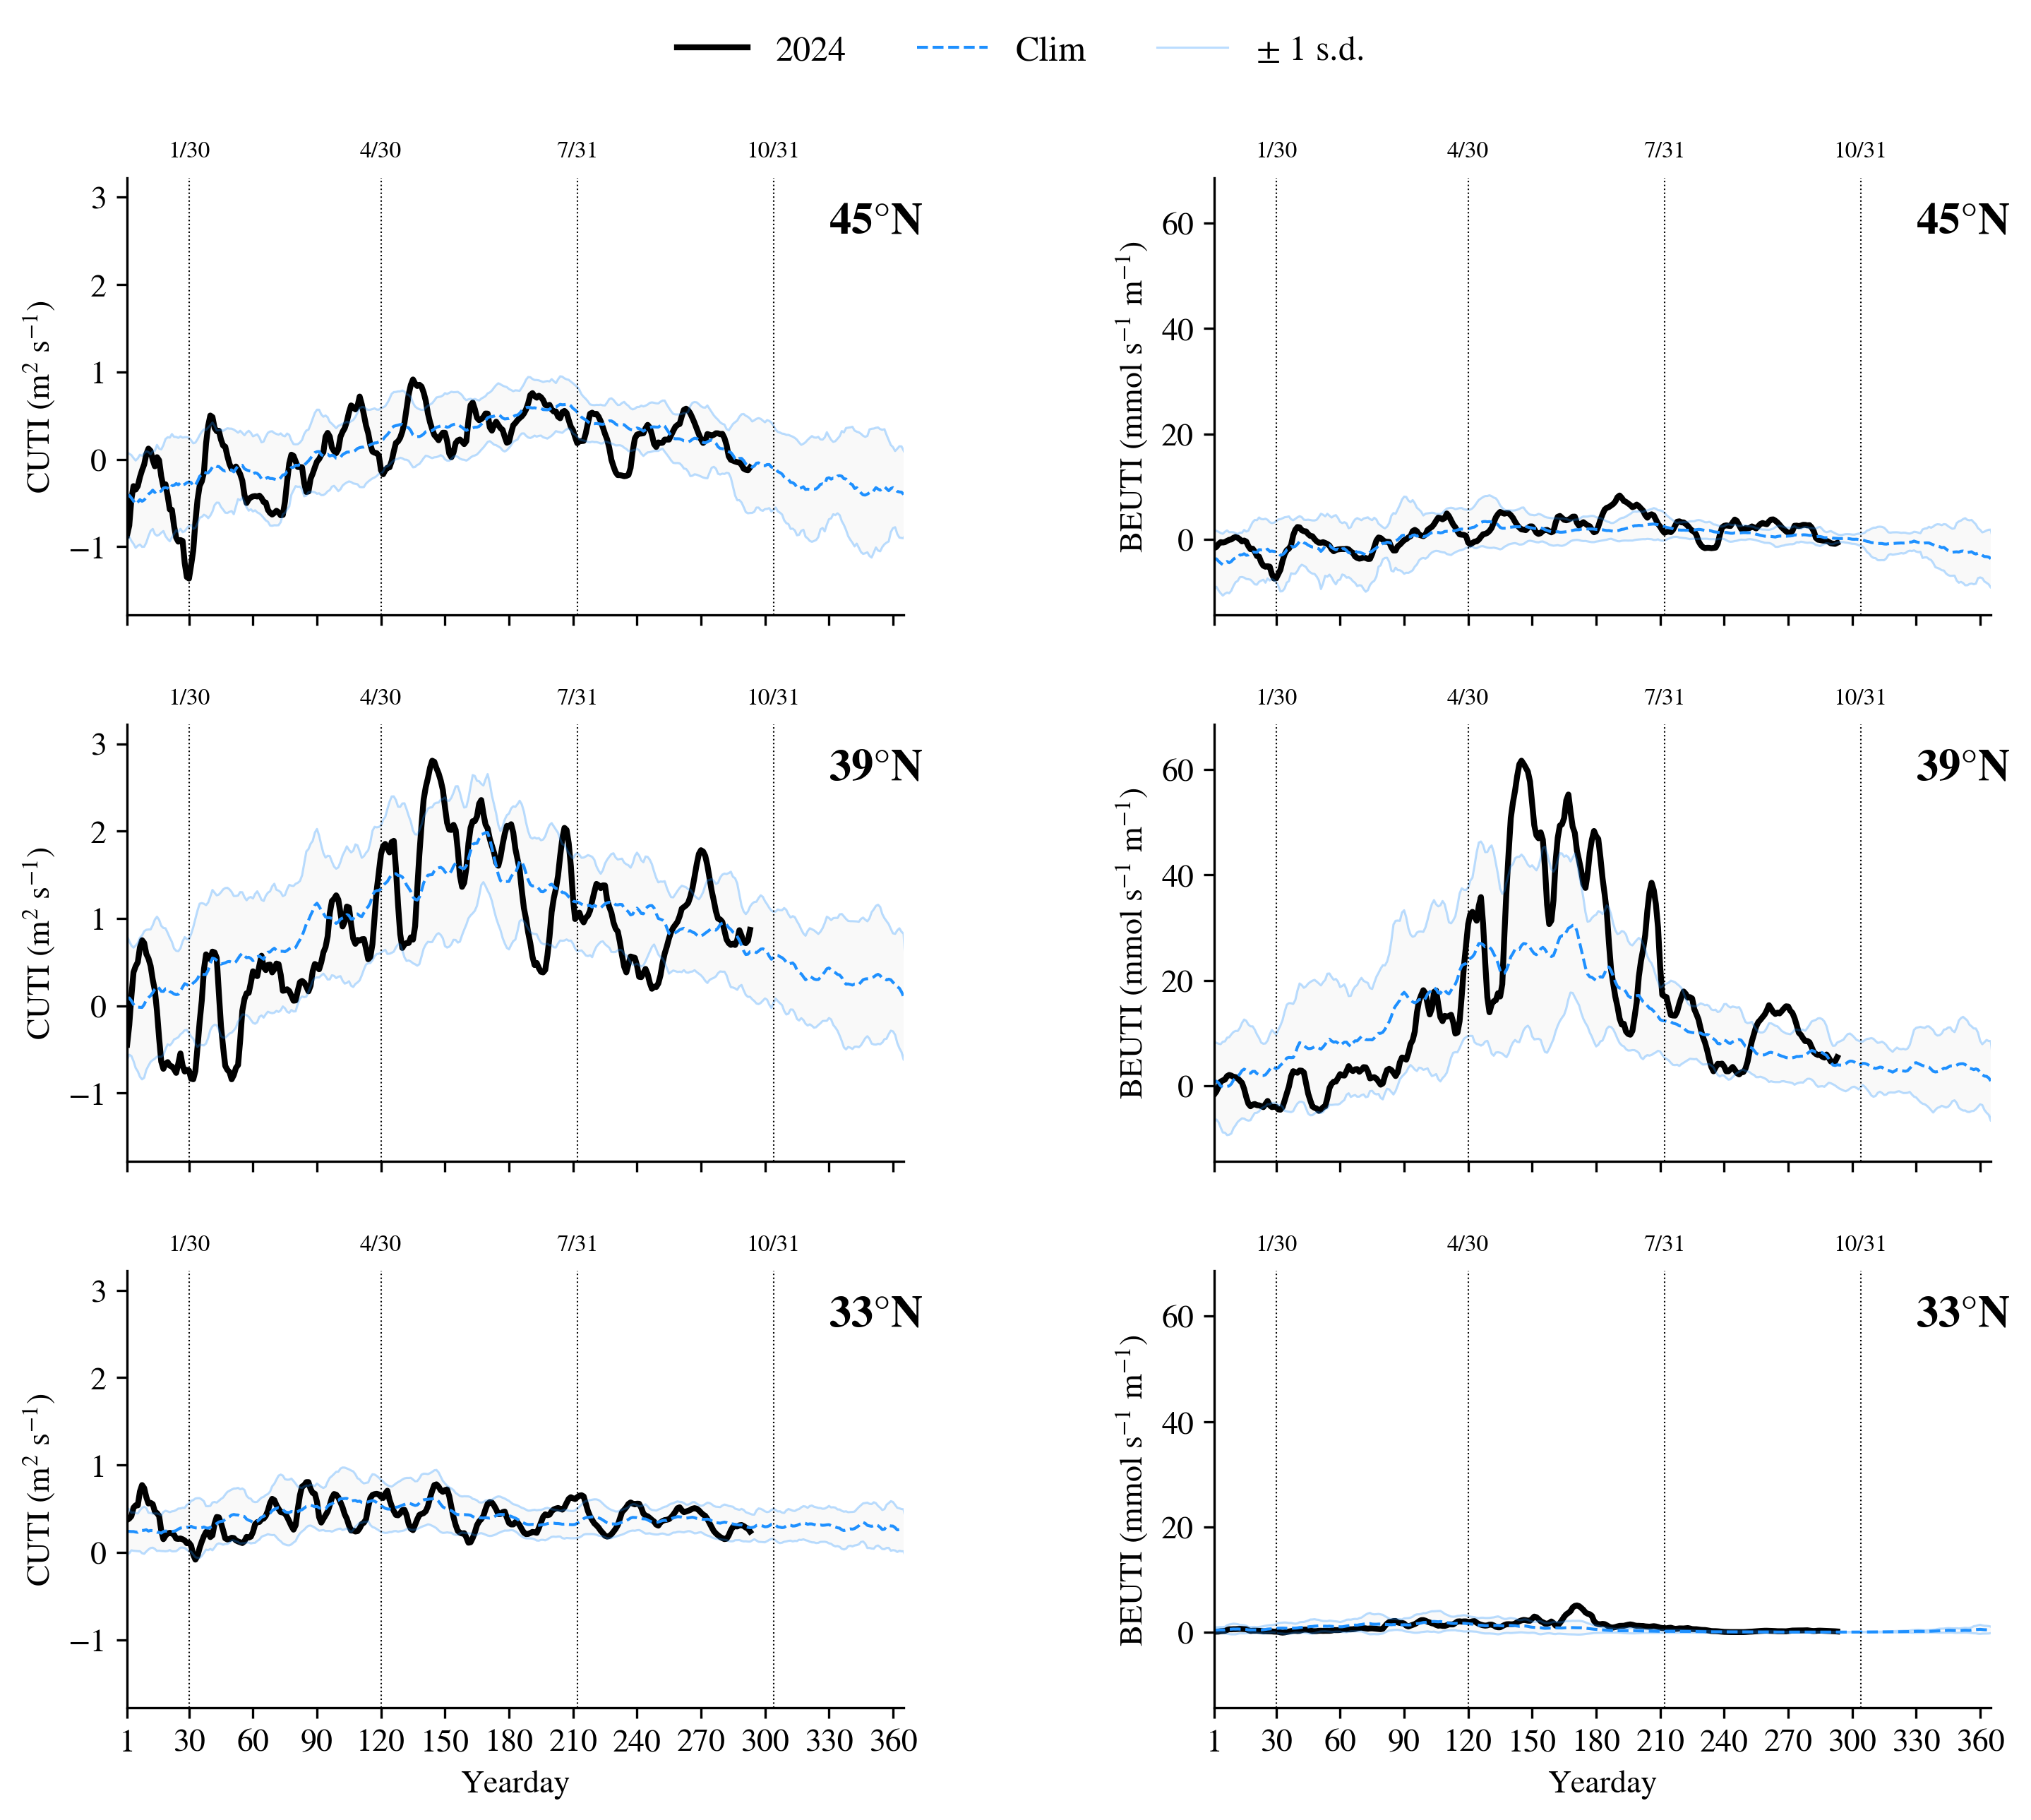 2024 Clim ± 1 s.d.
1/30 4/30 7/31 10/31
45°N
CUTI (m² s⁻¹)
3
2
1
0
−1
1/30 4/30 7/31 10/31
45°N
BEUTI (mmol s⁻¹ m⁻¹)
60
40
20
0
1/30 4/30 7/31 10/31
39°N
CUTI (m² s⁻¹)
3
2
1
0
−1
1/30 4/30 7/31 10/31
39°N
BEUTI (mmol s⁻¹ m⁻¹)
60
40
20
0
1/30 4/30 7/31 10/31
33°N
CUTI (m² s⁻¹)
3
2
1
0
−1
1 30 60 90 120 150 180 210 240 270 300 330 360
Yearday
1/30 4/30 7/31 10/31
33°N
BEUTI (mmol s⁻¹ m⁻¹)
60
40
20
0
1 30 60 90 120 150 180 210 240 270 300 330 360
Yearday